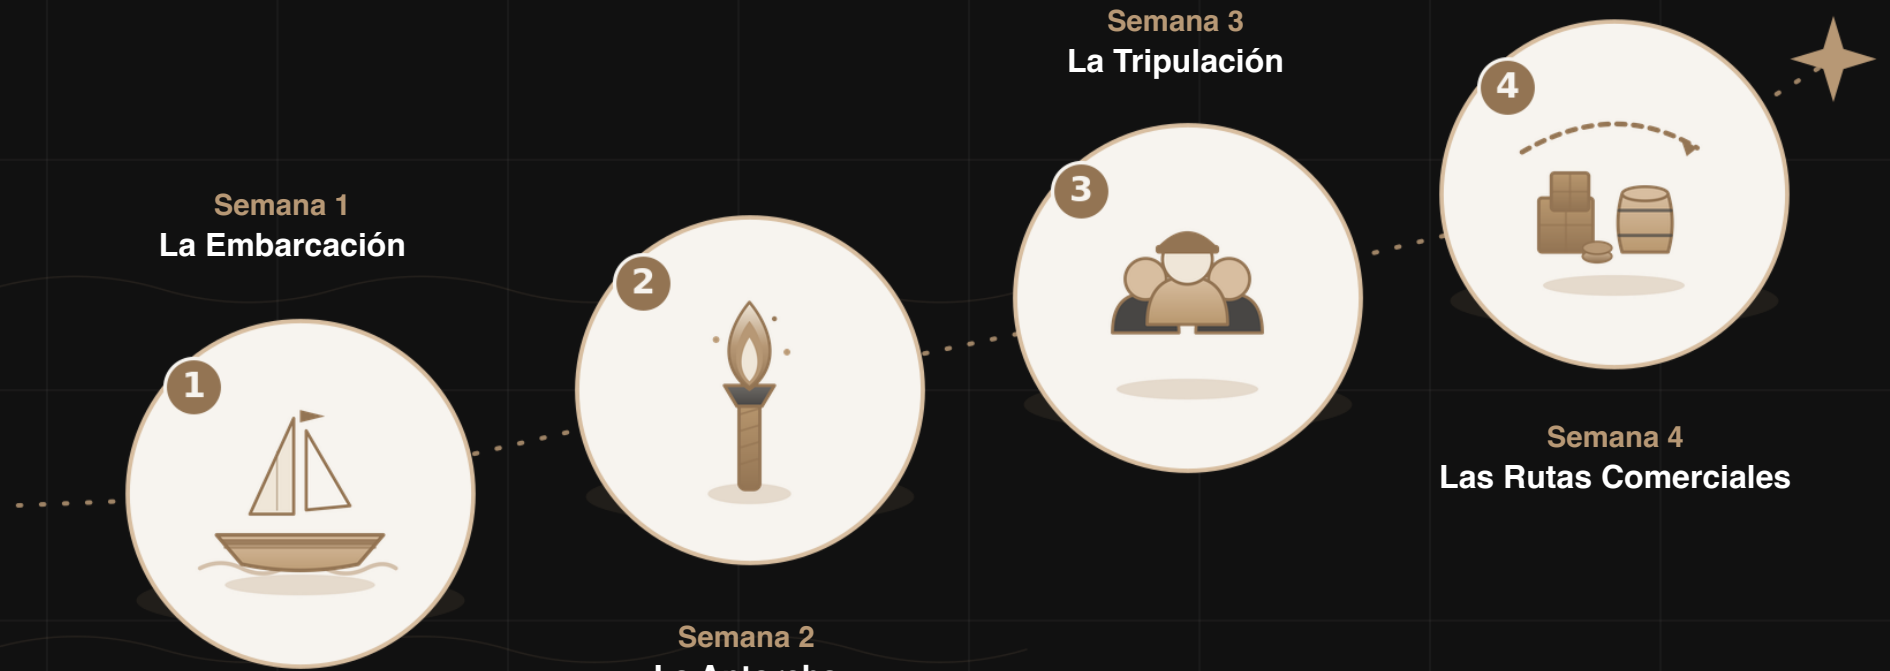 Semana 1
La Embarcación
1
2
Semana 2
Semana 3
La Tripulación
3
4
Semana 4
Las Rutas Comerciales